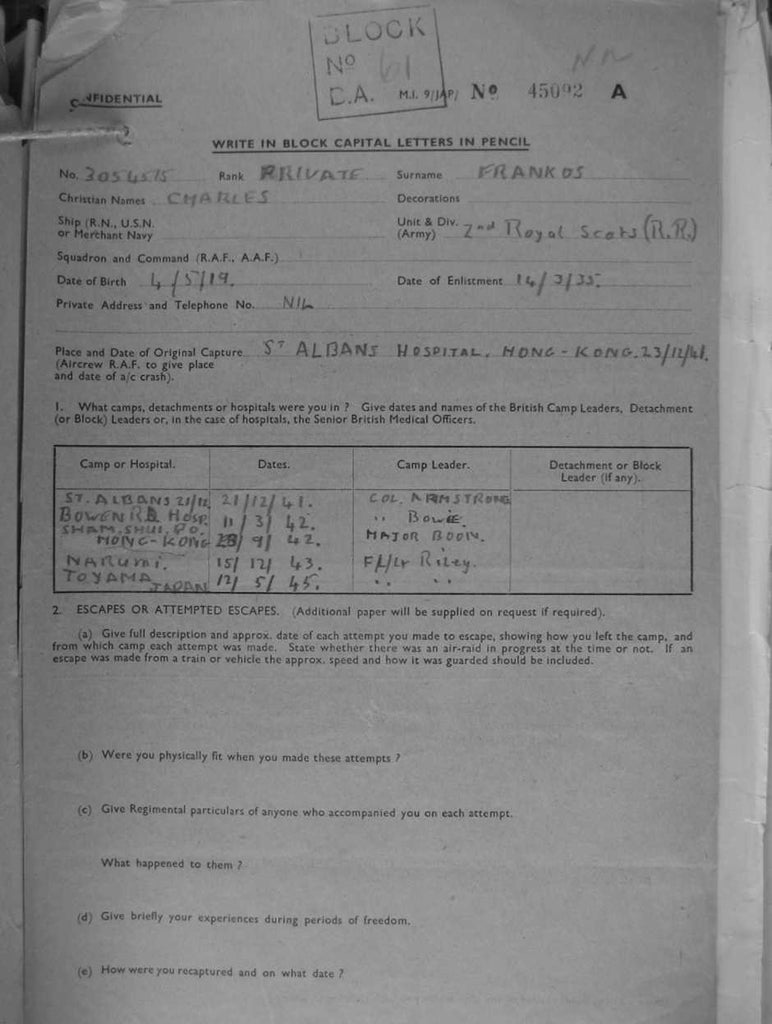 BLOCK
No 61
C.A. M.I. 9/JAP/ No 45092 A
CONFIDENTIAL
WRITE IN BLOCK CAPITAL LETTERS IN PENCIL
No. 3054575 Rank PRIVATE Surname FRANKOS
Christian Names CHARLES Decorations
Ship (R.N., U.S.N. or Merchant Navy Unit & Div. (Army) 2nd Royal Scots (R.R.)
Squadron and Command (R.A.F., A.A.F.)
Date of Birth 4/5/19. Date of Enlistment 14/3/35.
Private Address and Telephone No. NIL
Place and Date of Original Capture ST ALBANS HOSPITAL. HONG-KONG. 23/12/41.
(Aircrew R.A.F. to give place
and date of a/c crash).
1. What camps, detachments or hospitals were you in ? Give dates and names of the British Camp Leaders, Detachment
(or Block) Leaders or, in the case of hospitals, the Senior British Medical Officers.
Camp or Hospital. Dates. Camp Leader. Detachment or Block
Leader (if any).
ST. ALBANS 21/12 21/12/41. COL. ARMSTRONG
BOWEN RD HOSP. 11/3/42. " BOWIE.
SHAM.SHUI.PO.
HONG-KONG 23/9/42. MAJOR BOON.
NARUMI. 15/12/43. F/Lt Riley.
TOYAMA JAPAN 12/5/45. " "
2. ESCAPES OR ATTEMPTED ESCAPES. (Additional paper will be supplied on request if required).
(a) Give full description and approx. date of each attempt you made to escape, showing how you left the camp, and
from which camp each attempt was made. State whether there was an air-raid in progress at the time or not. If an
escape was made from a train or vehicle the approx. speed and how it was guarded should be included.
(b) Were you physically fit when you made these attempts ?
(c) Give Regimental particulars of anyone who accompanied you on each attempt.
What happened to them ?
(d) Give briefly your experiences during periods of freedom.
(e) How were you recaptured and on what date ?